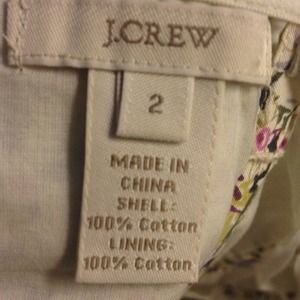 J.CREW
2
MADE IN
CHINA
SHELL:
100% Cotton
LINING:
100% Cotton